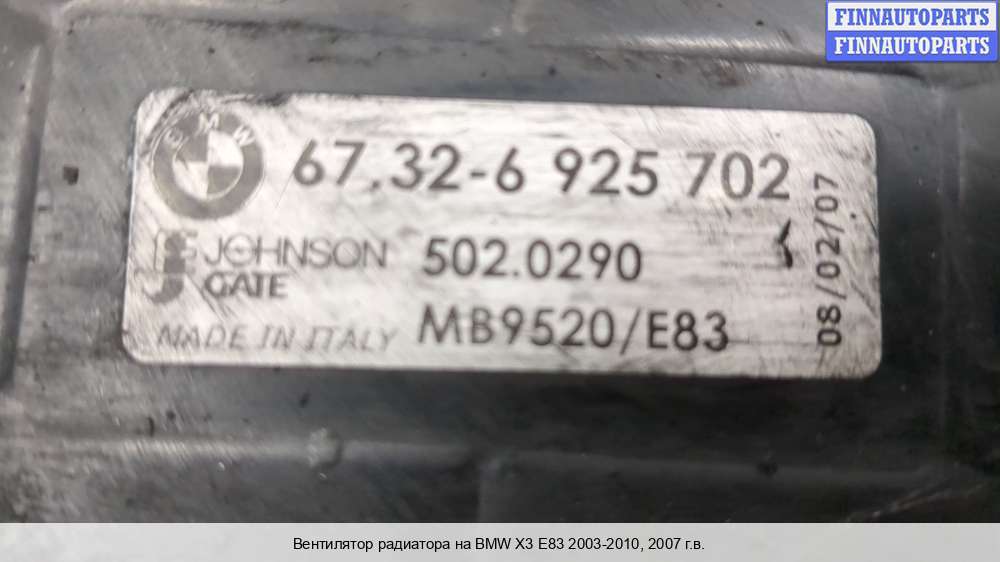 FINNAUTOPARTS
FINNAUTOPARTS
BMW
67.32-6 925 702
JOHNSON
GATE
502.0290
MADE IN ITALY
MB9520/E83
08/02/07
Вентилятор радиатора на BMW X3 E83 2003-2010, 2007 г.в.